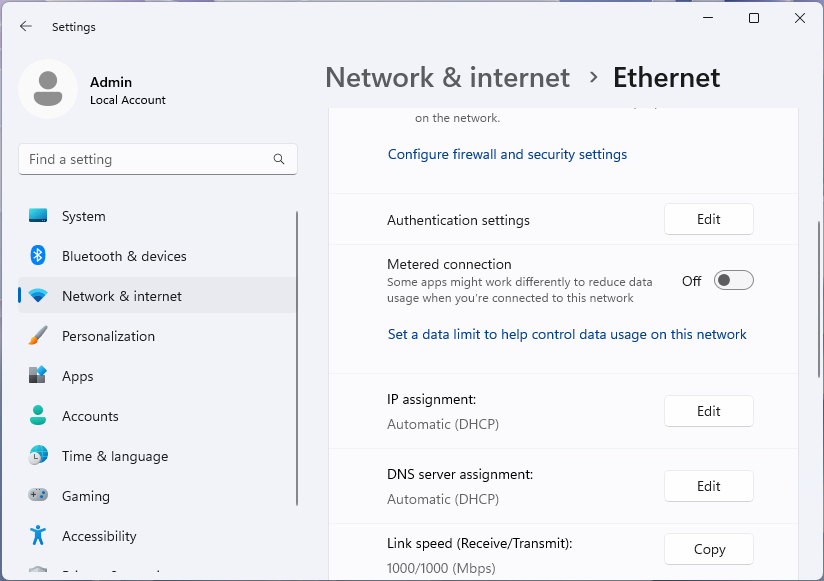 Settings
Admin
Local Account
Find a setting
System
Bluetooth & devices
Network & internet
Personalization
Apps
Accounts
Time & language
Gaming
Accessibility
Network & internet › Ethernet
on the network.
Configure firewall and security settings
Authentication settings
Edit
Metered connection
Some apps might work differently to reduce data
usage when you're connected to this network
Off
Set a data limit to help control data usage on this network
IP assignment:
Automatic (DHCP)
Edit
DNS server assignment:
Automatic (DHCP)
Edit
Link speed (Receive/Transmit):
1000/1000 (Mbps)
Copy